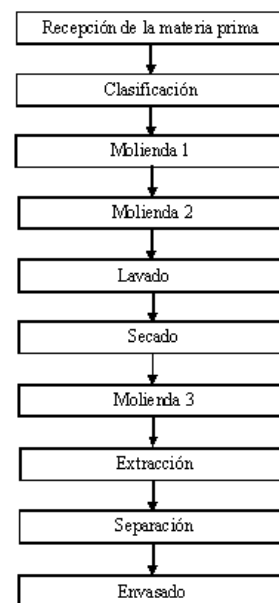 Recepción de la materia prima
Clasificación
Molienda 1
Molienda 2
Lavado
Secado
Molienda 3
Extracción
Separación
Envasado